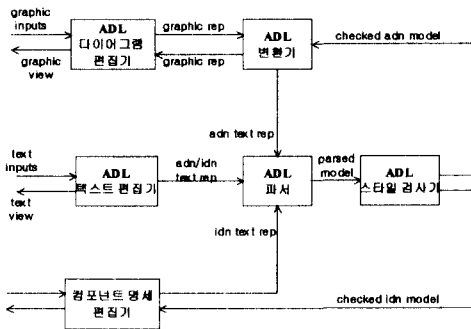 graphic
inputs
graphic
view
ADL
다이어그램
편집기
graphic rep
graphic rep
ADL
변환기
checked adn model
adn text rep
text
inputs
text
view
ADL
텍스트 편집기
adn/idn
text rep
ADL
파서
parsed
model
ADL
스타일 검사기
idn text rep
컴포넌트 명세
편집기
checked idn model